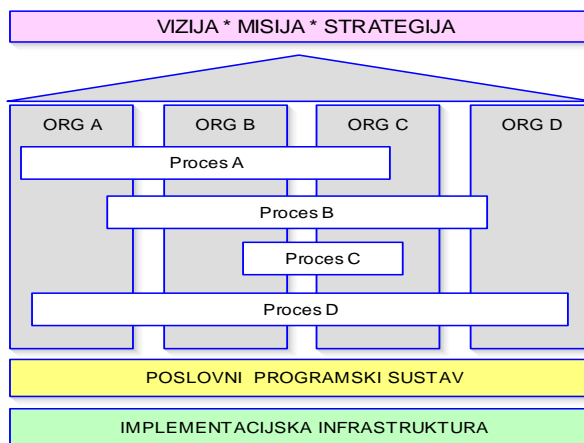 VIZIJA * MISIJA * STRATEGIJA
ORG A ORG B ORG C ORG D
Proces A
Proces B
Proces C
Proces D
POSLOVNI PROGRAMSKI SUSTAV
IMPLEMENTACIJSKA INFRASTRUKTURA